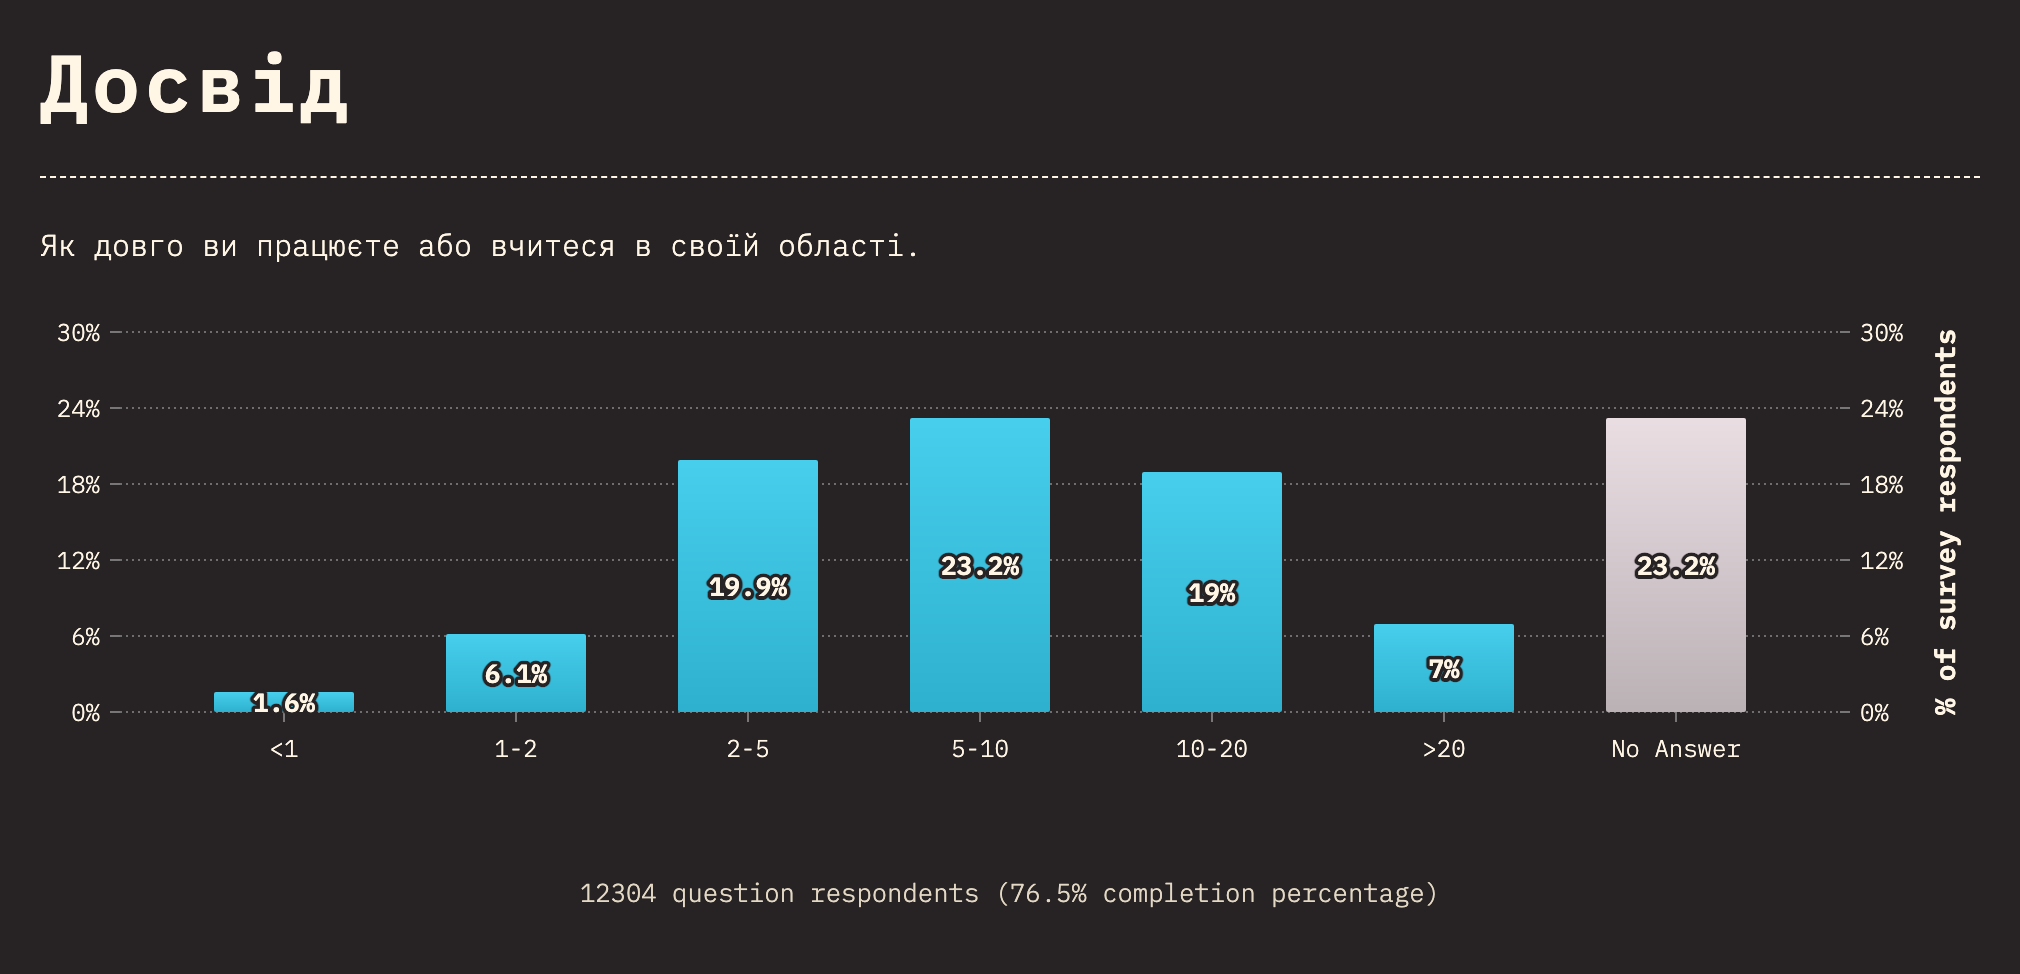 Досвід
Як довго ви працюєте або вчитеся в своїй області.
30% 30%
24% 24%
18% 18%
12% 12%
6% 6%
0% 0%
% of survey respondents
1.6% 6.1% 19.9% 23.2% 19% 7% 23.2%
<1 1-2 2-5 5-10 10-20 >20 No Answer
12304 question respondents (76.5% completion percentage)